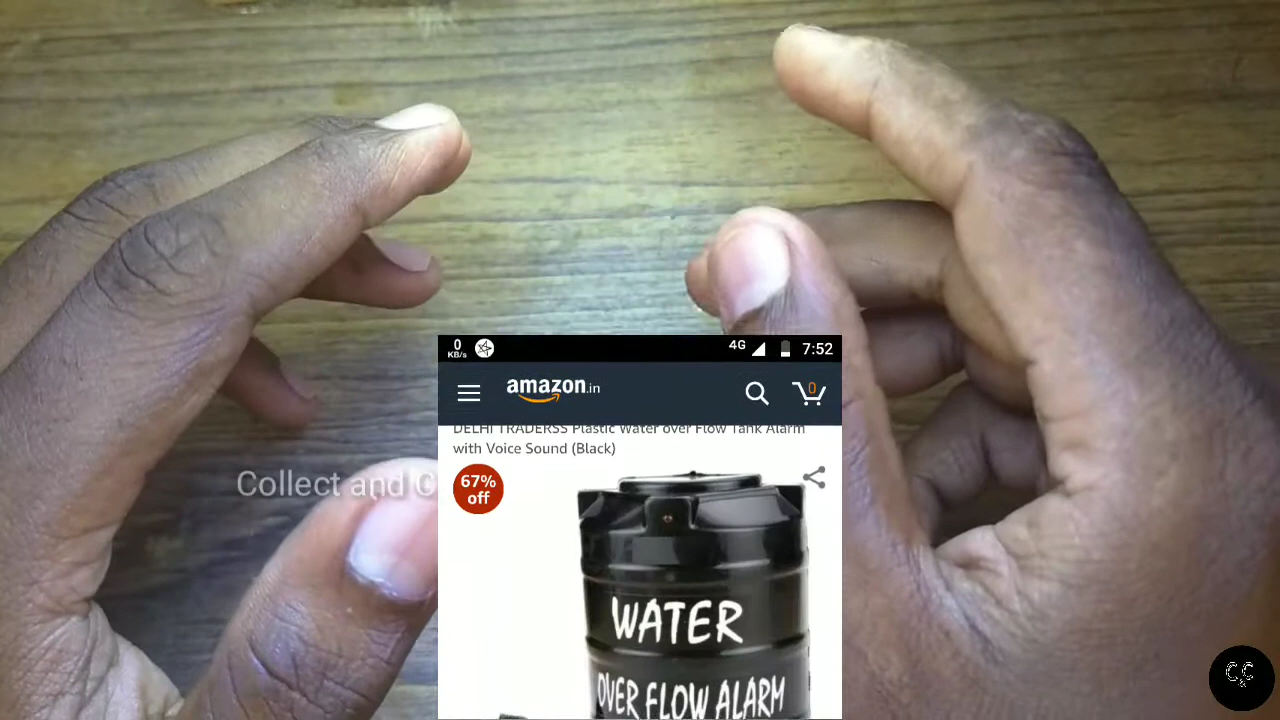 0
KB/s
4G
7:52
amazon.in
0
DELHI TRADERSS Plastic Water over Flow Tank Alarm
with Voice Sound (Black)
67%
off
Collect and
WATER
OVER FLOW ALARM
CC